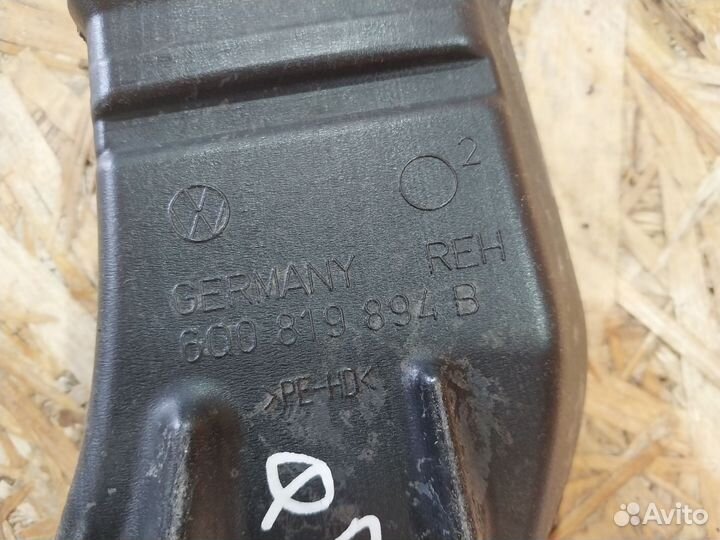 2
REH
GERMANY
6Q0 819 894 B
>PE-HD<
Avito